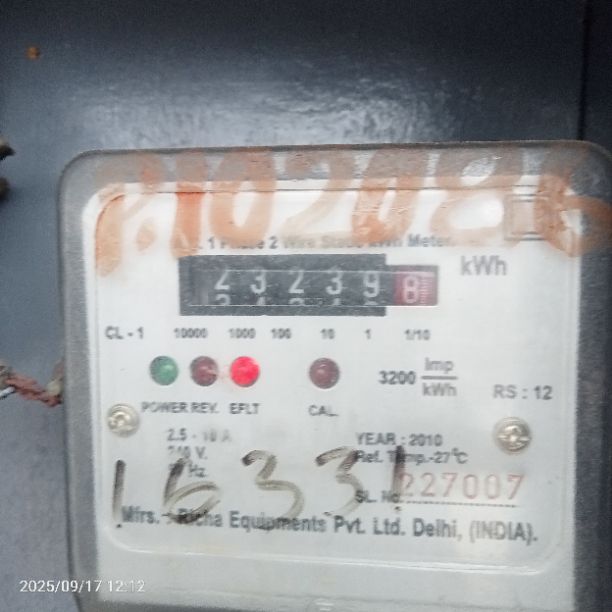 A102086
1 Phase 2 Wire Static kWh Meter
2 3 2 3 9 8 kWh
CL - 1 10000 1000 100 10 1 1/10
3200 Imp/kWh
RS : 12
POWER REV. EFLT CAL.
2.5 - 10 A
YEAR : 2010
240 V.
Ref. Temp.-27°C
Hz
16331
SL. No. 227007
Mfrs. - Richa Equipments Pvt. Ltd. Delhi, (INDIA).
2025/09/17 12:12